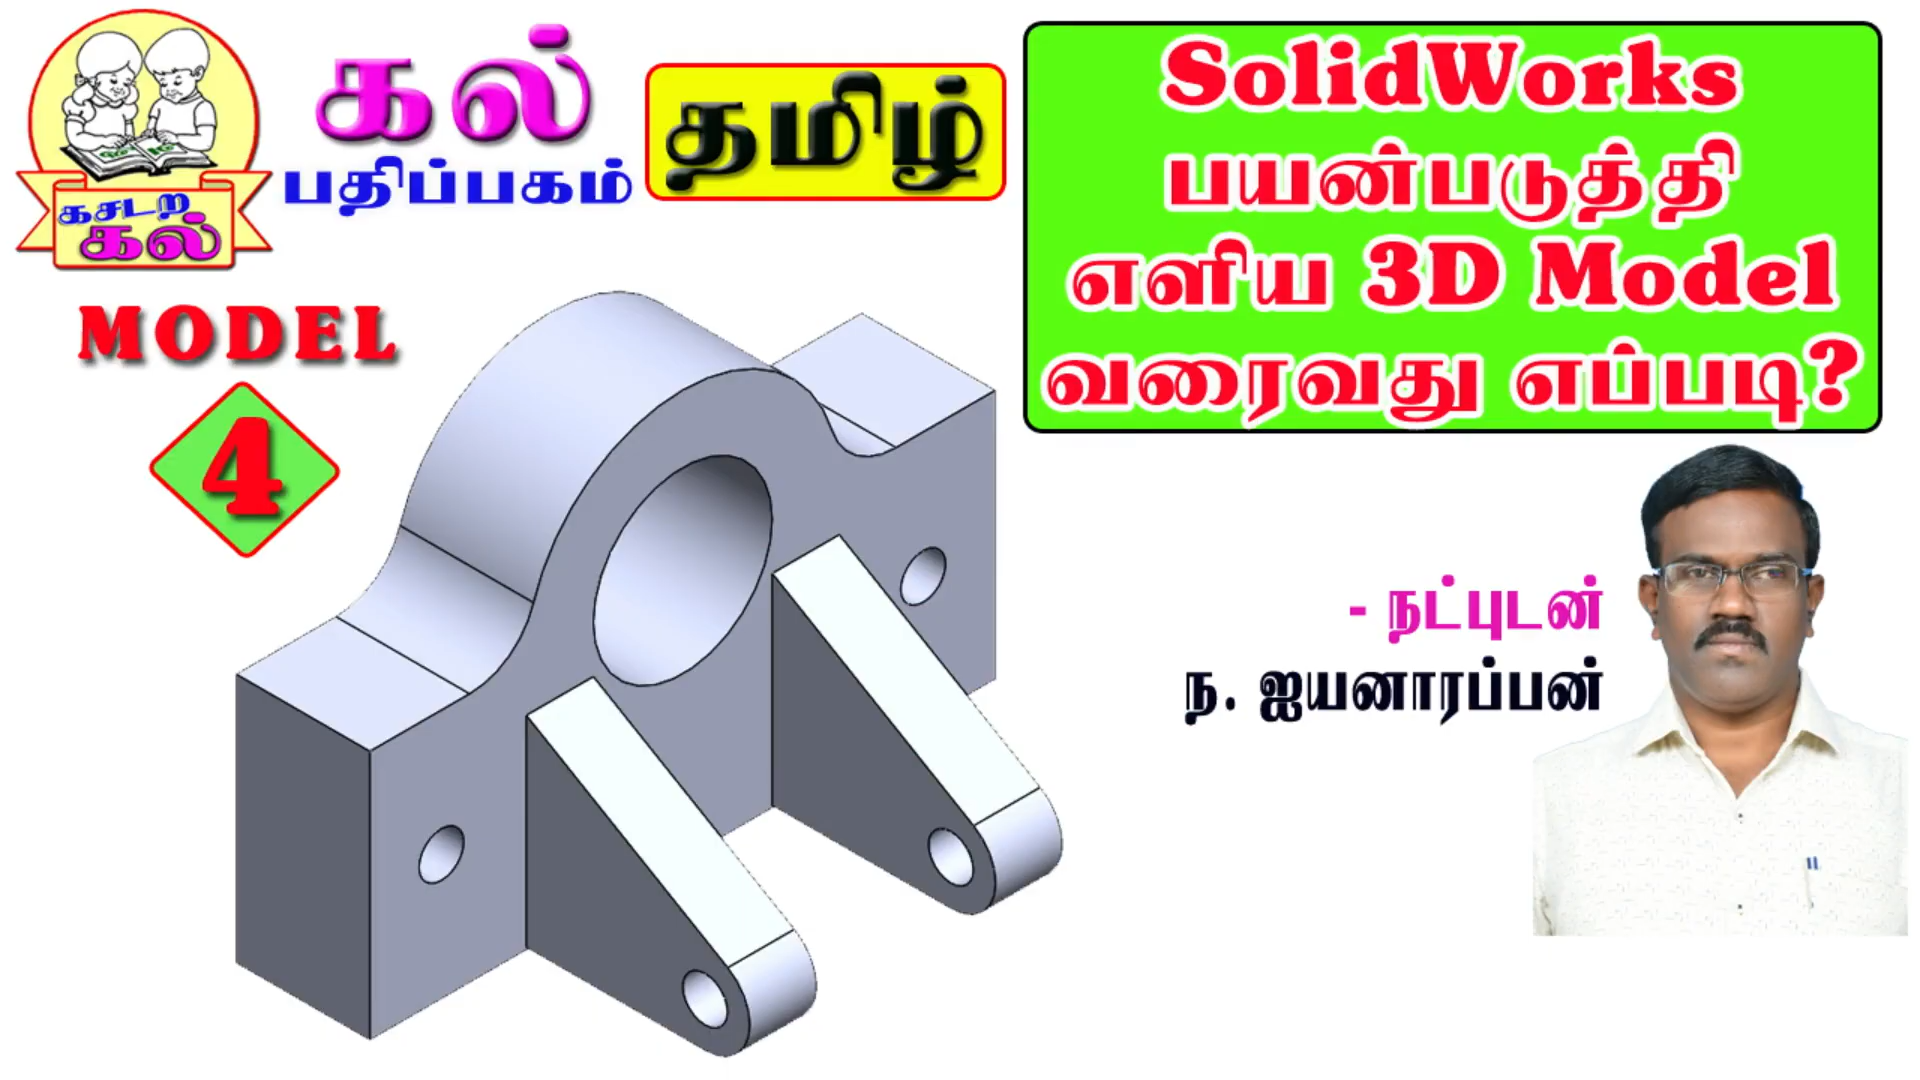 கல்
பதிப்பகம்
தமிழ்
கசடற
கல்
MODEL
4
SolidWorks
பயன்படுத்தி
எளிய 3D Model
வரைவது எப்படி?
- நட்புடன்
ந. ஐயனாரப்பன்